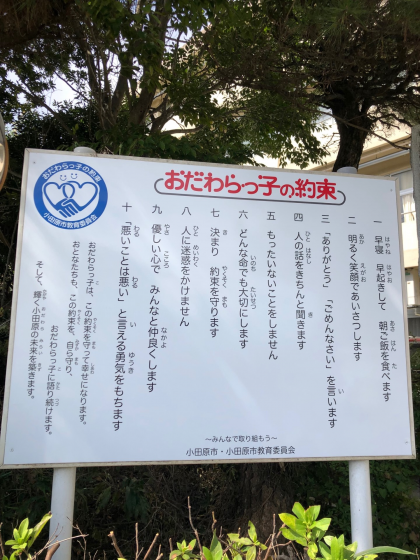 おだわらっ子の約束
小田原市教育委員会
おだわらっ子の約束
一 早寝 早起きして 朝ご飯を食べます
二 明るく笑顔であいさつします
三 「ありがとう」「ごめんなさい」を言います
四 人の話をきちんと聞きます
五 もったいないことをしません
六 どんな命でも大切にします
七 決まり 約束を守ります
八 人に迷惑をかけません
九 優しい心で みんなと仲良くします
十 「悪いことは悪い」と言える勇気をもちます
おだわらっ子は、この約束を守って幸せになります。
おとなたちも、この約束を、自ら守り、
おだわらっ子に語り続けます。
そして、輝く小田原の未来を築きます。
～みんなで取り組もう～
小田原市・小田原市教育委員会